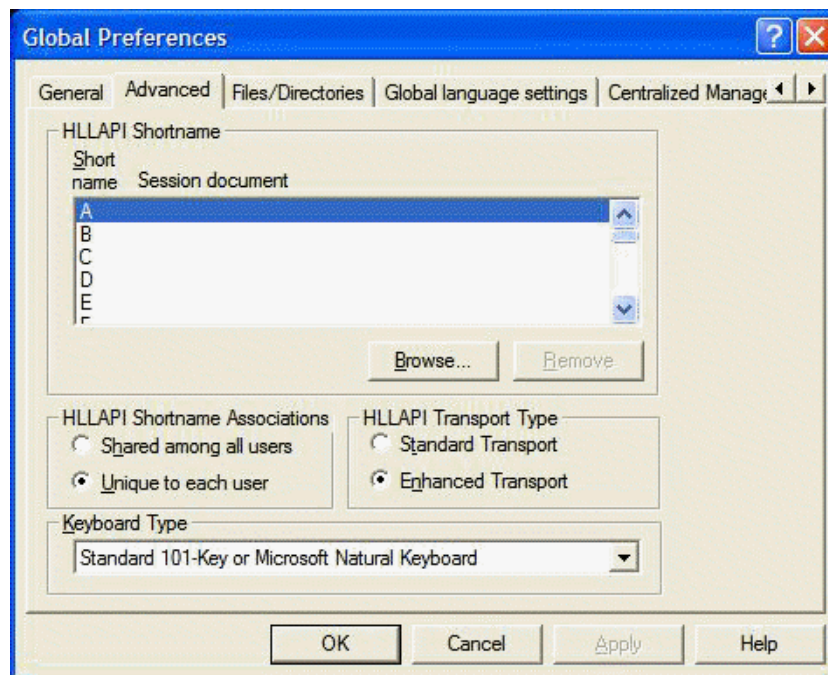 Global Preferences
General Advanced Files/Directories Global language settings Centralized Manage
HLLAPI Shortname
Short
name Session document
A
B
C
D
E
Browse... Remove
HLLAPI Shortname Associations HLLAPI Transport Type
Shared among all users Standard Transport
Unique to each user Enhanced Transport
Keyboard Type
Standard 101-Key or Microsoft Natural Keyboard
OK Cancel Apply Help